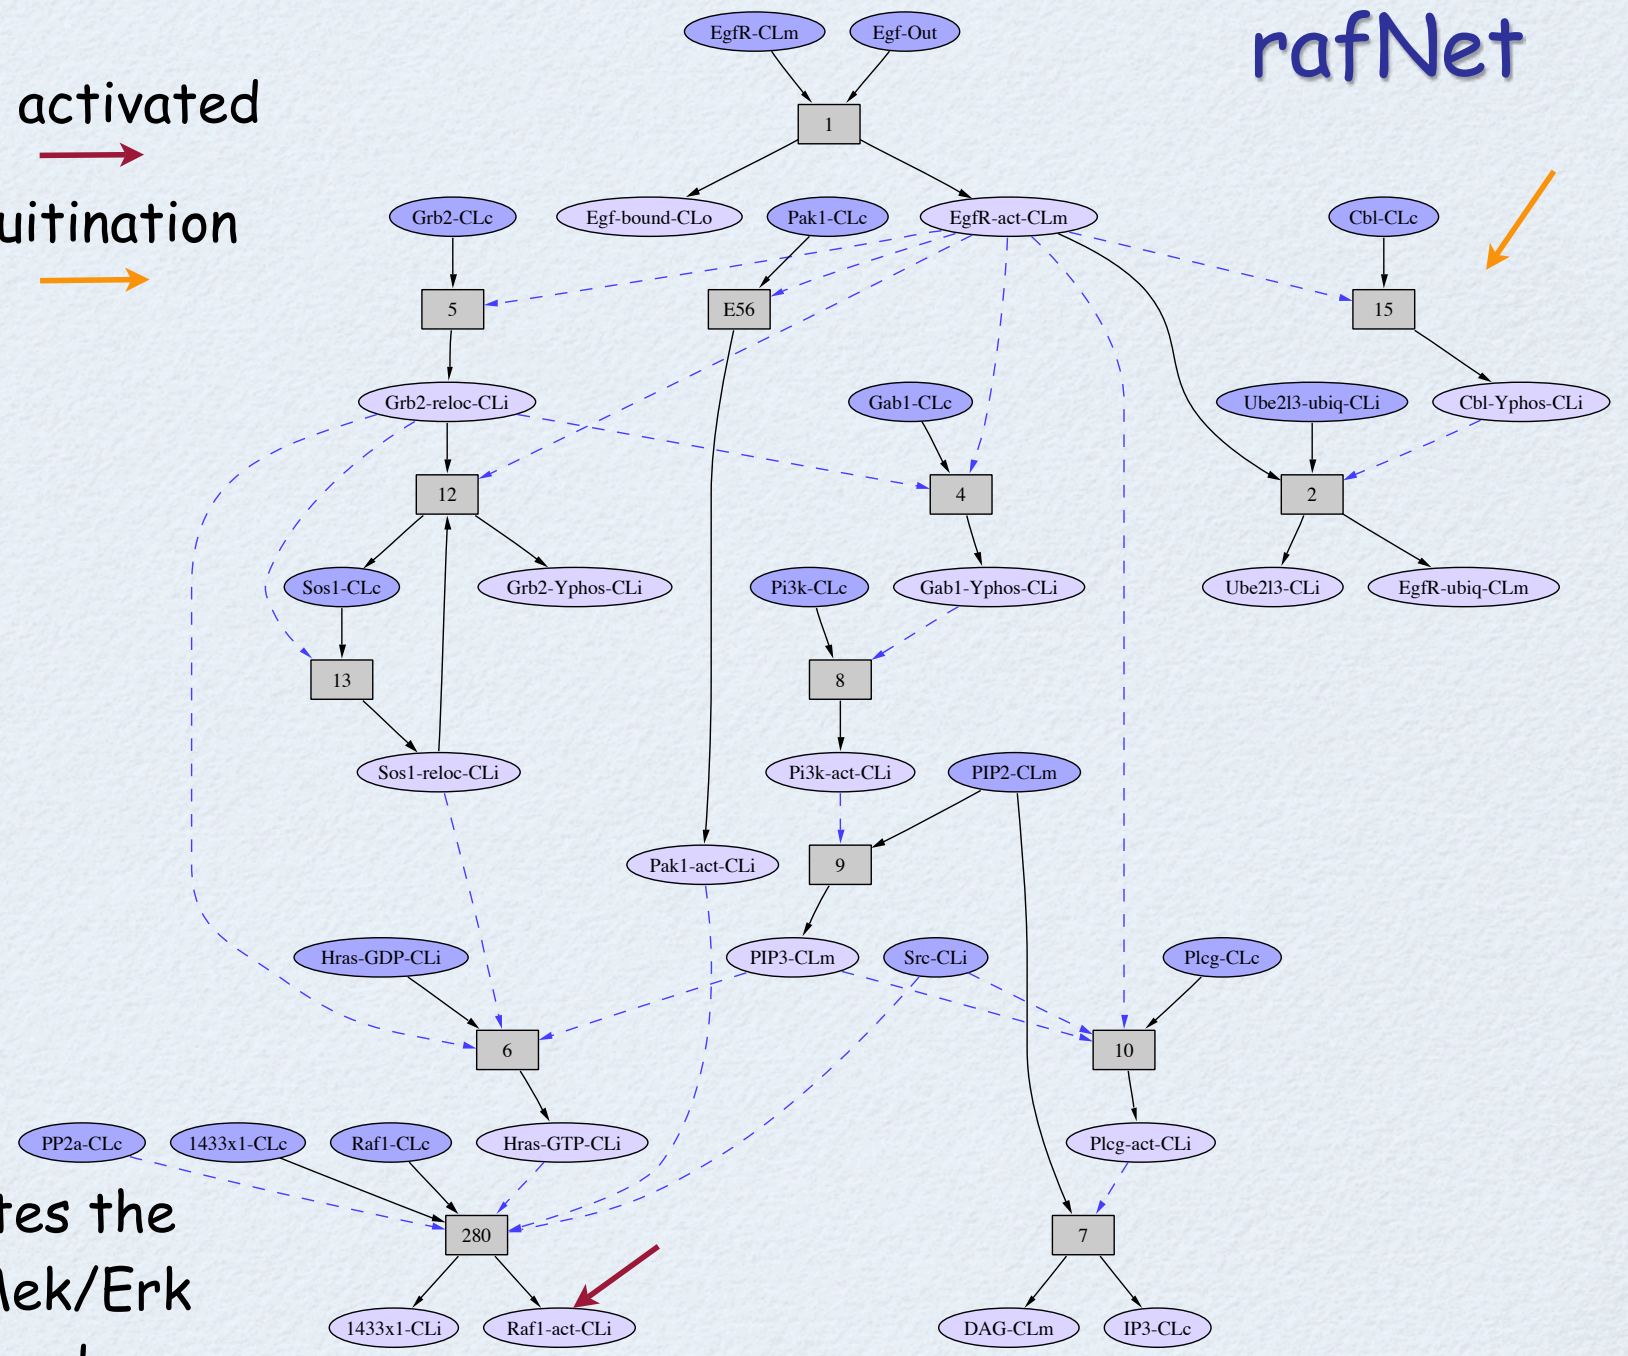 EgfR-CLm Egf-Out rafNet
activated
1
uitination
Grb2-CLc Egf-bound-CLo Pak1-CLc EgfR-act-CLm Cbl-CLc
5 E56 15
Grb2-reloc-CLi Gab1-CLc Ube2l3-ubiq-CLi Cbl-Yphos-CLi
12 4 2
Sos1-CLc Grb2-Yphos-CLi Pi3k-CLc Gab1-Yphos-CLi Ube2l3-CLi EgfR-ubiq-CLm
13 8
Sos1-reloc-CLi Pi3k-act-CLi PIP2-CLm
Pak1-act-CLi 9
Hras-GDP-CLi PIP3-CLm Src-CLi Plcg-CLc
6 10
PP2a-CLc 1433x1-CLc Raf1-CLc Hras-GTP-CLi Plcg-act-CLi
tes the
280 7
Mek/Erk
1433x1-CLi Raf1-act-CLi DAG-CLm IP3-CLc